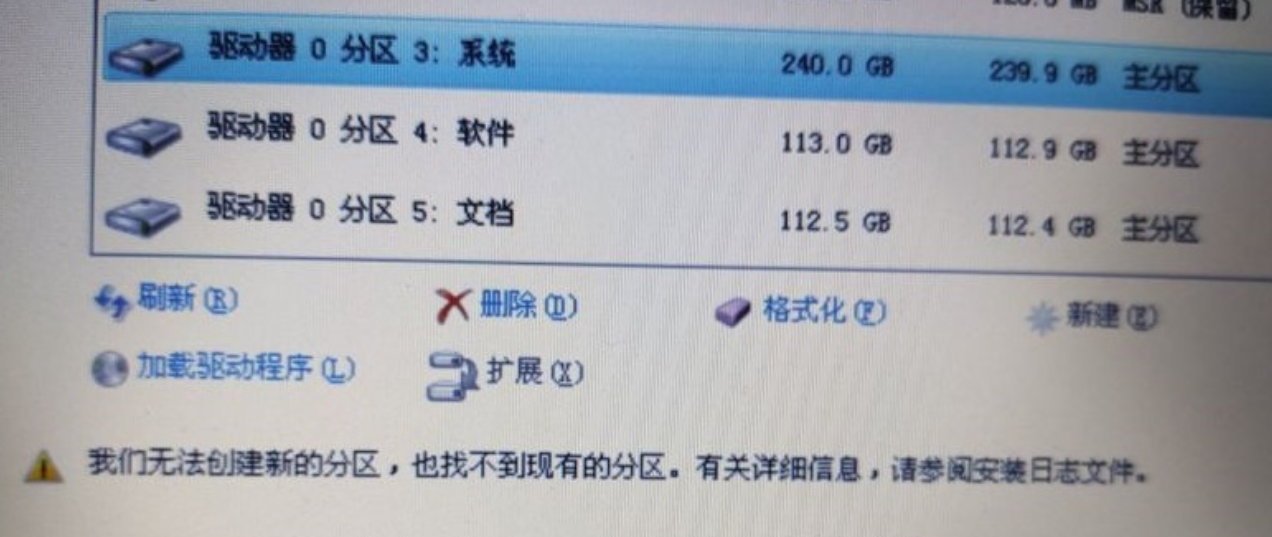 MSR (保留)
驱动器 0 分区 3: 系统 240.0 GB 239.9 GB 主分区
驱动器 0 分区 4: 软件 113.0 GB 112.9 GB 主分区
驱动器 0 分区 5: 文档 112.5 GB 112.4 GB 主分区
刷新(R) 删除(D) 格式化(F) 新建(E)
加载驱动程序(L) 扩展(X)
我们无法创建新的分区，也找不到现有的分区。有关详细信息，请参阅安装日志文件。